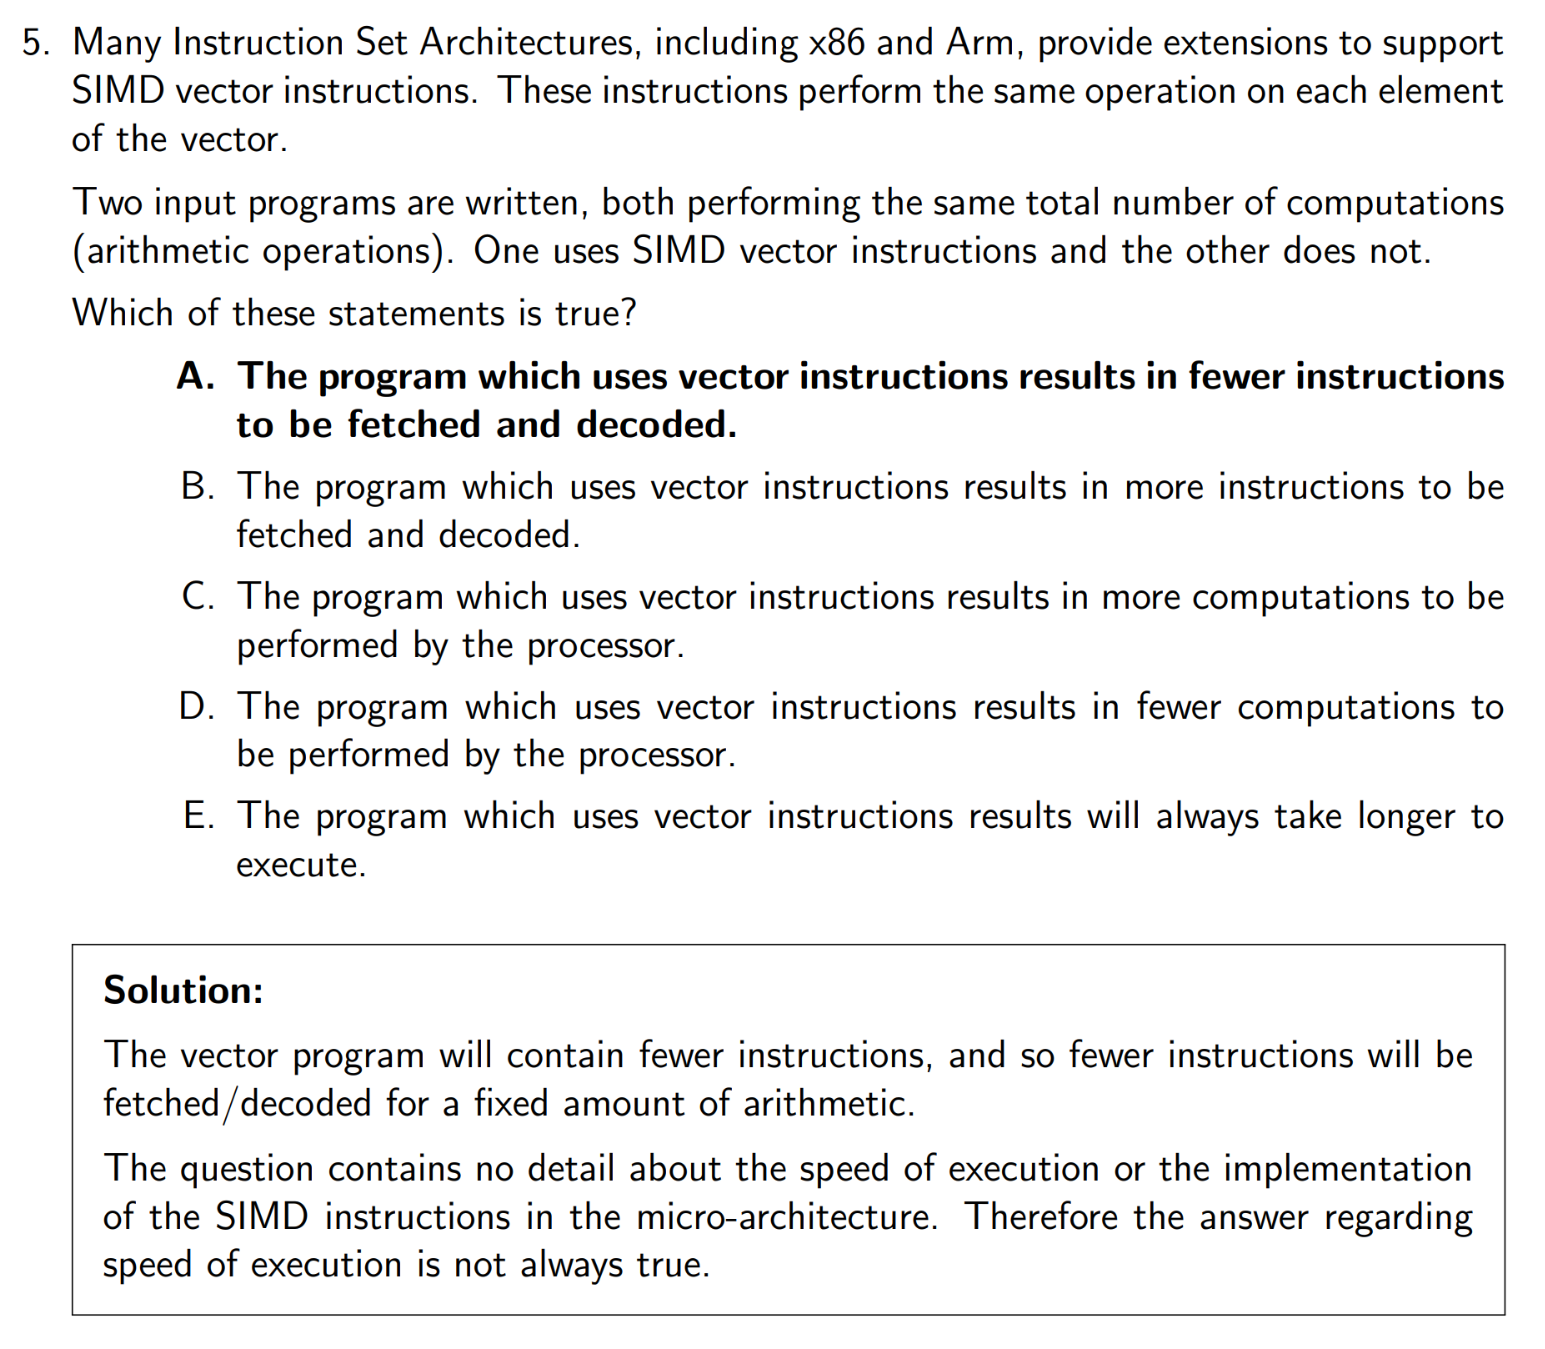 5. Many Instruction Set Architectures, including x86 and Arm, provide extensions to support
SIMD vector instructions. These instructions perform the same operation on each element
of the vector.
Two input programs are written, both performing the same total number of computations
(arithmetic operations). One uses SIMD vector instructions and the other does not.
Which of these statements is true?
A. The program which uses vector instructions results in fewer instructions
to be fetched and decoded.
B. The program which uses vector instructions results in more instructions to be
fetched and decoded.
C. The program which uses vector instructions results in more computations to be
performed by the processor.
D. The program which uses vector instructions results in fewer computations to
be performed by the processor.
E. The program which uses vector instructions results will always take longer to
execute.
Solution:
The vector program will contain fewer instructions, and so fewer instructions will be
fetched/decoded for a fixed amount of arithmetic.
The question contains no detail about the speed of execution or the implementation
of the SIMD instructions in the micro-architecture. Therefore the answer regarding
speed of execution is not always true.